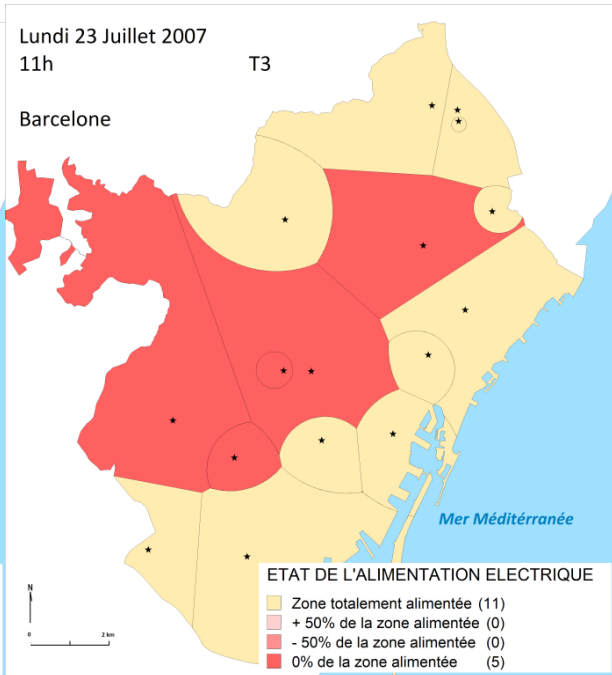 Lundi 23 Juillet 2007
11h T3
Barcelone
Mer Méditérranée
N
0 2 km
ETAT DE L'ALIMENTATION ELECTRIQUE
Zone totalement alimentée (11)
+ 50% de la zone alimentée (0)
- 50% de la zone alimentée (0)
0% de la zone alimentée (5)